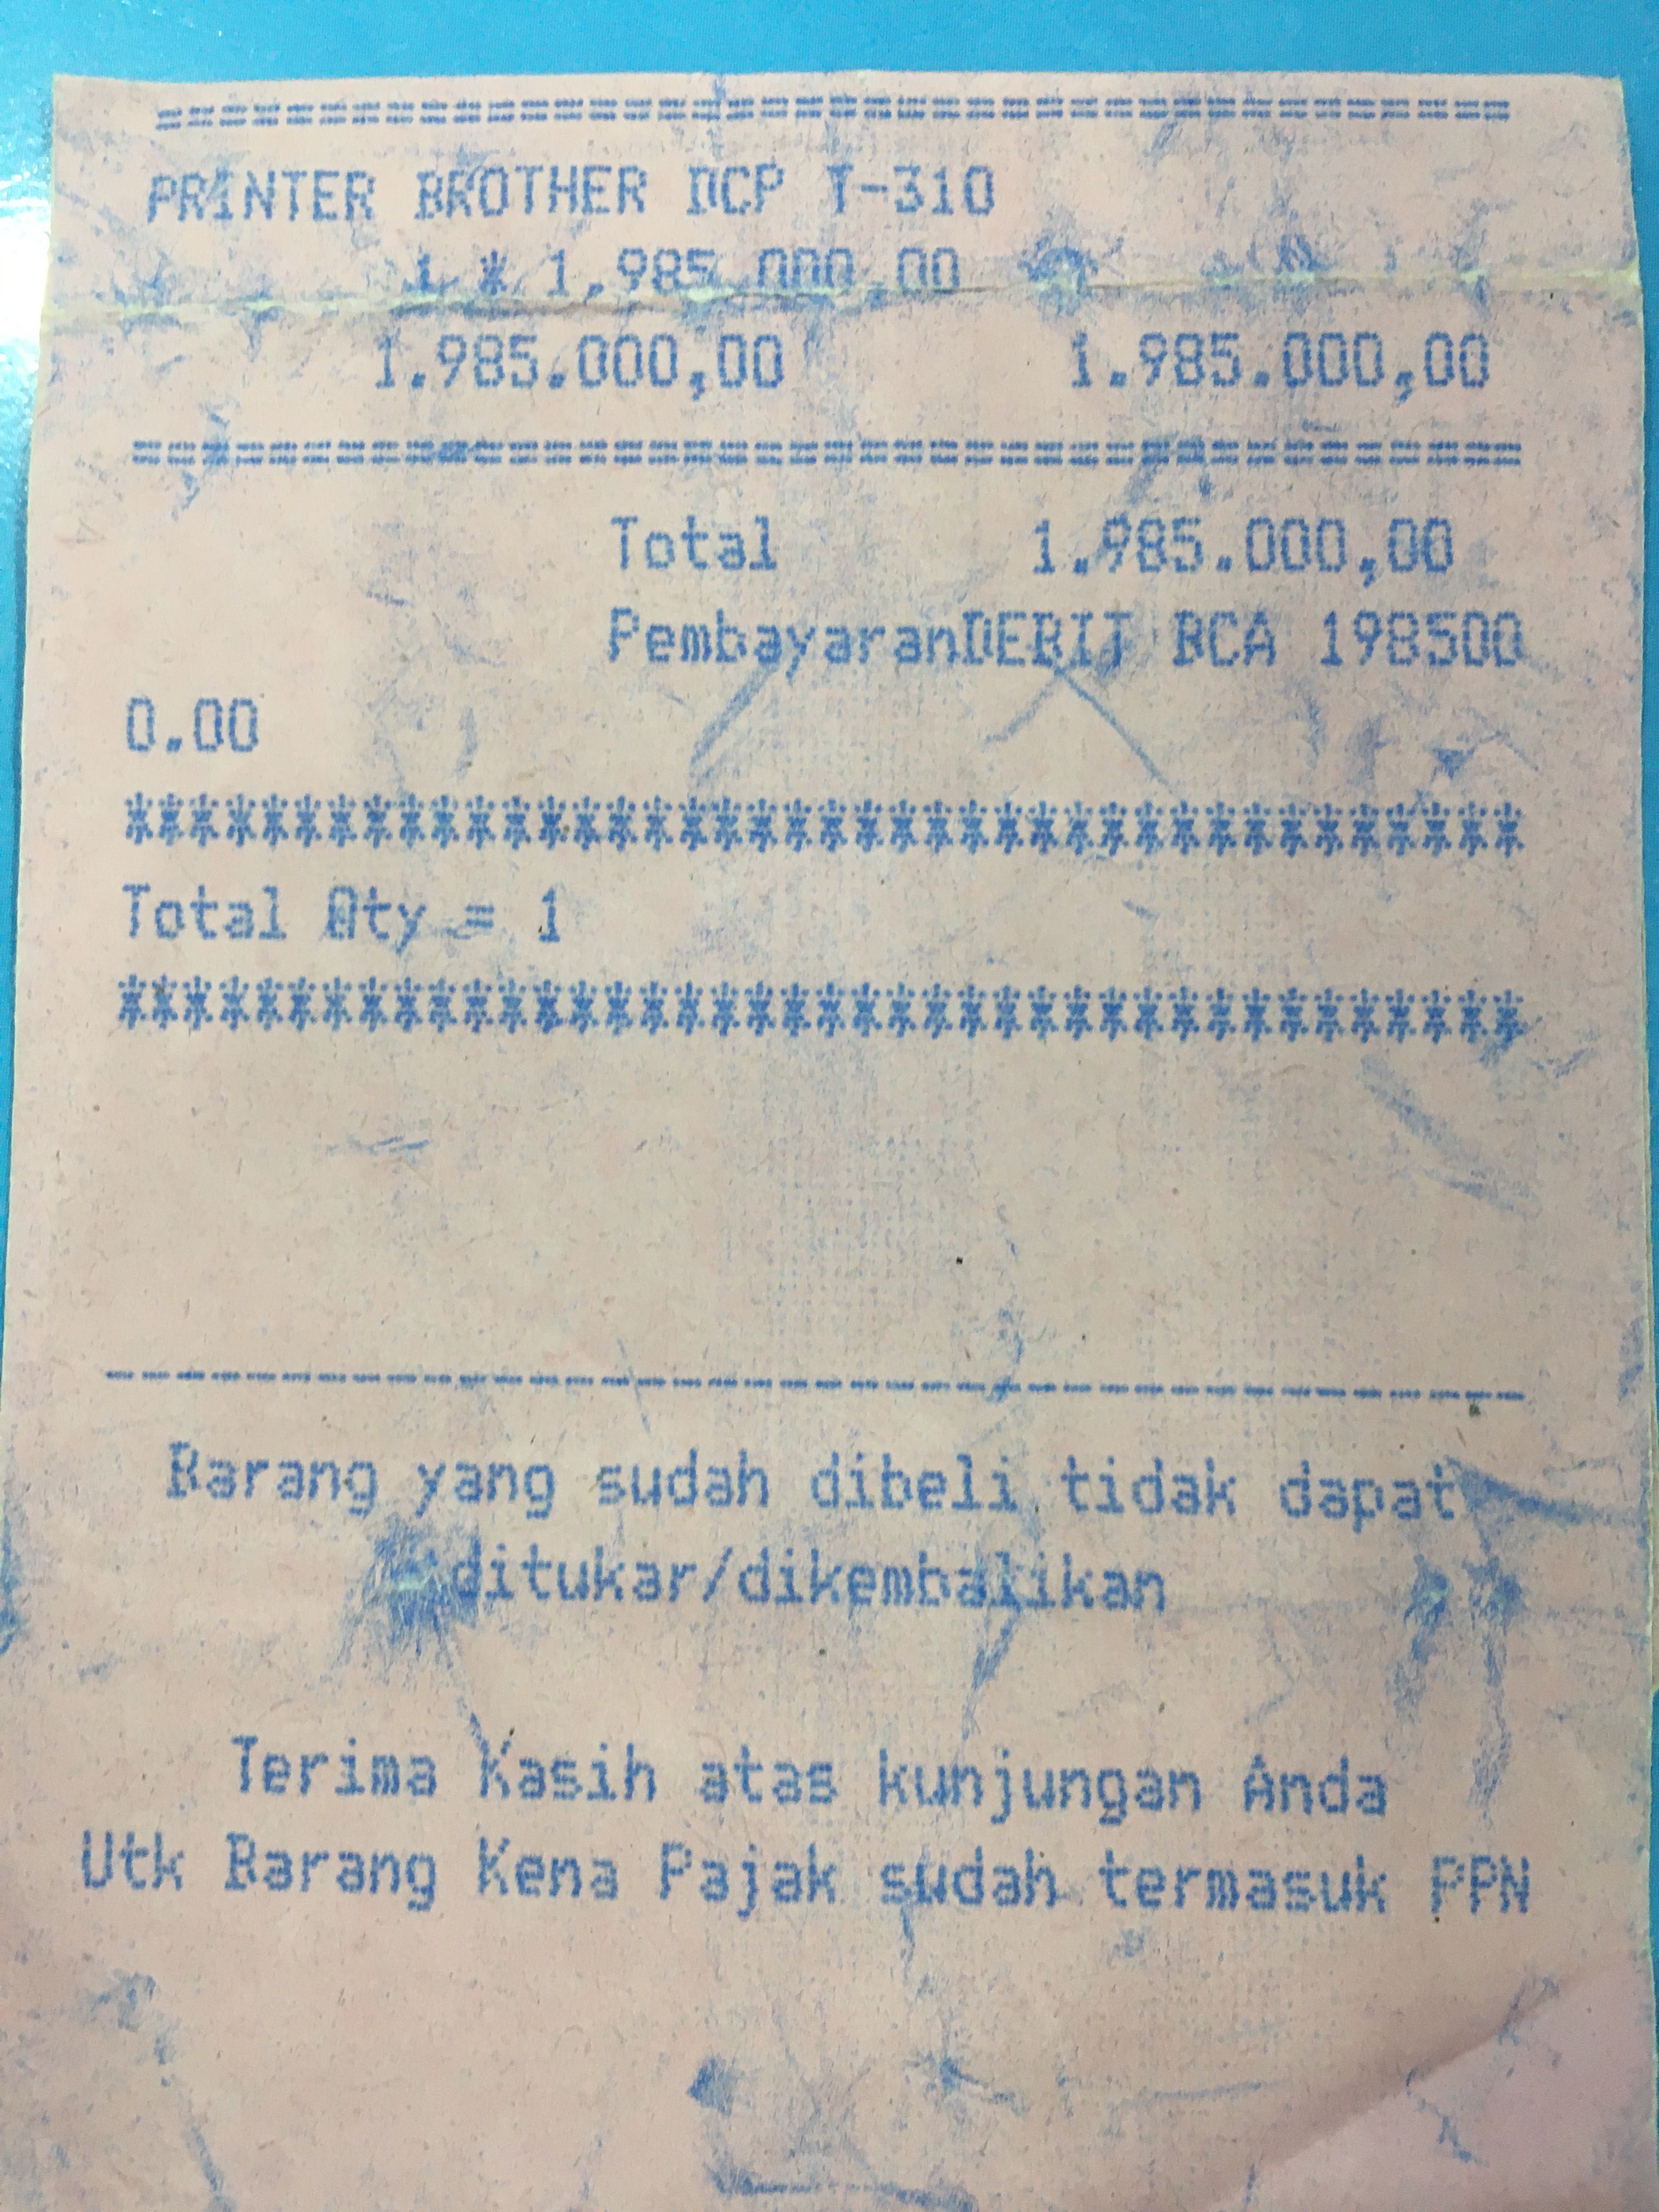 ========================================
PRINTER BROTHER DCP T-310
1 * 1.985.000,00
1.985.000,00 1.985.000,00
========================================
Total 1.985.000,00
PembayaranDEBIT BCA 198500
0.00
****************************************
Total Qty = 1
****************************************
----------------------------------------
Barang yang sudah dibeli tidak dapat
ditukar/dikembalikan
Terima Kasih atas kunjungan Anda
Utk Barang Kena Pajak sudah termasuk PPN